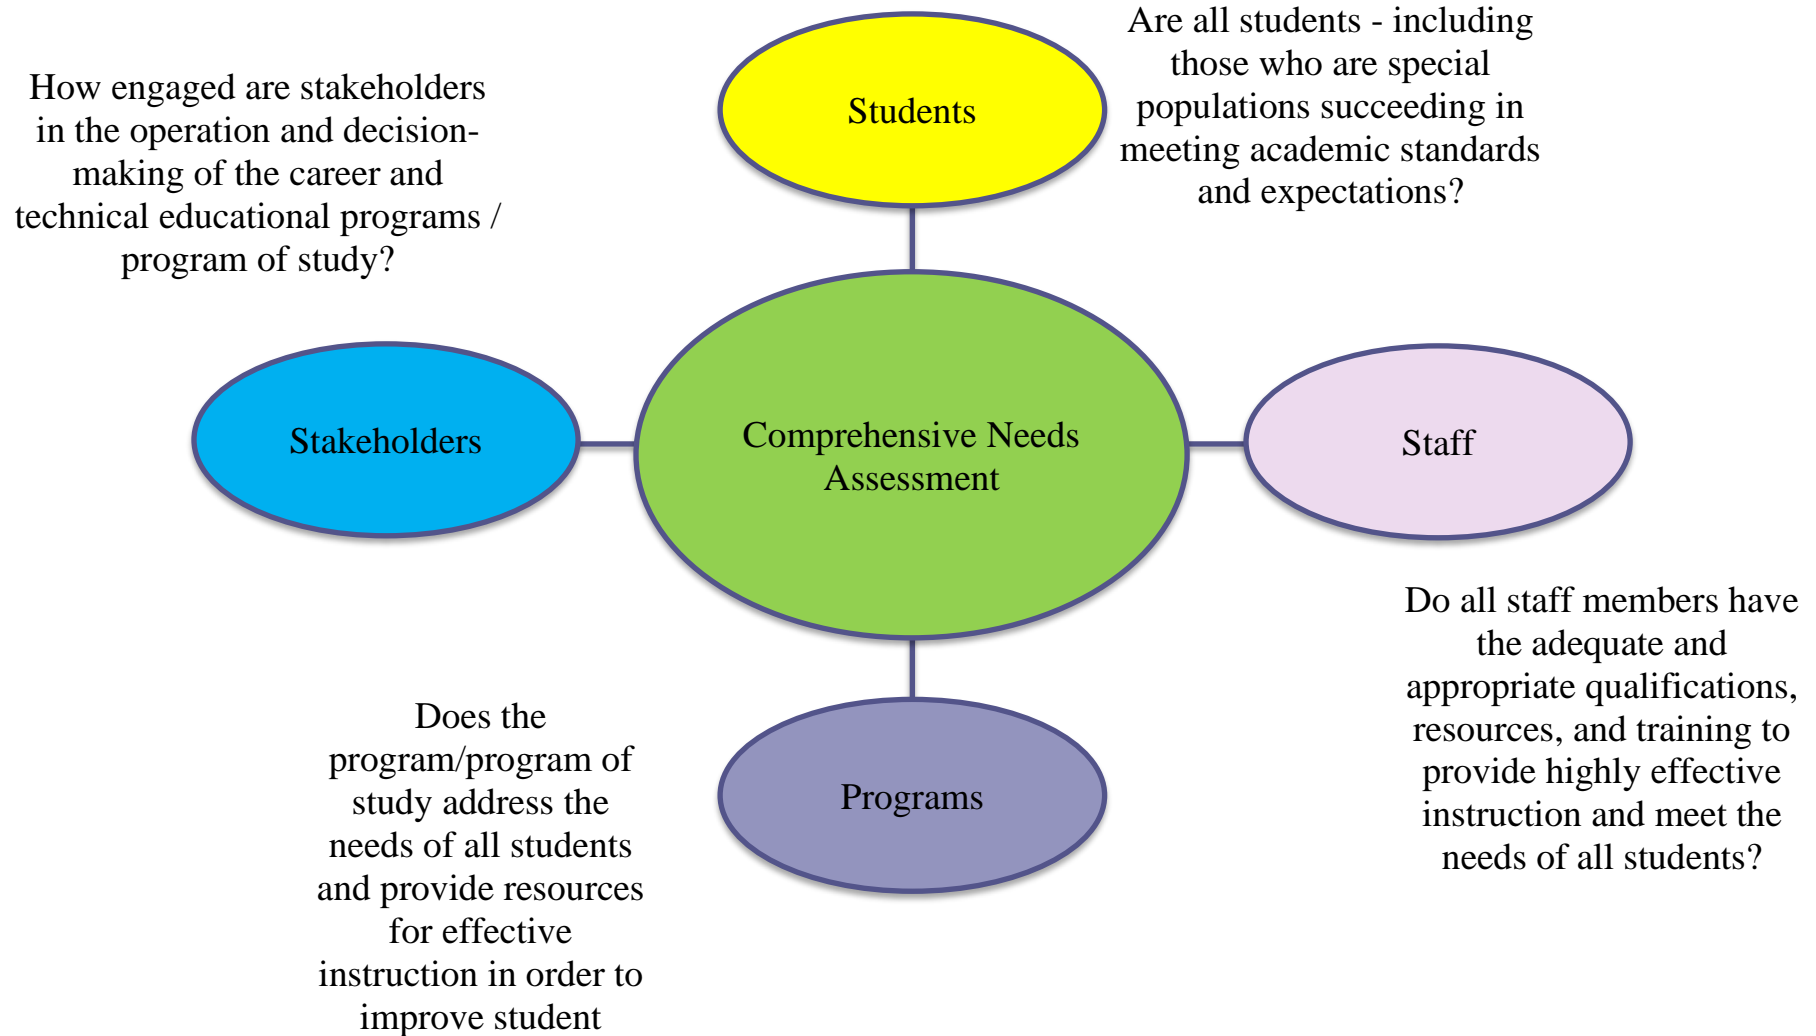 Are all students - including
those who are special
populations succeeding in
meeting academic standards
and expectations?
How engaged are stakeholders
in the operation and decision-
making of the career and
technical educational programs /
program of study?
Students
Stakeholders
Comprehensive Needs
Assessment
Staff
Do all staff members have
the adequate and
appropriate qualifications,
resources, and training to
provide highly effective
instruction and meet the
needs of all students?
Does the
program/program of
study address the
needs of all students
and provide resources
for effective
instruction in order to
improve student
Programs